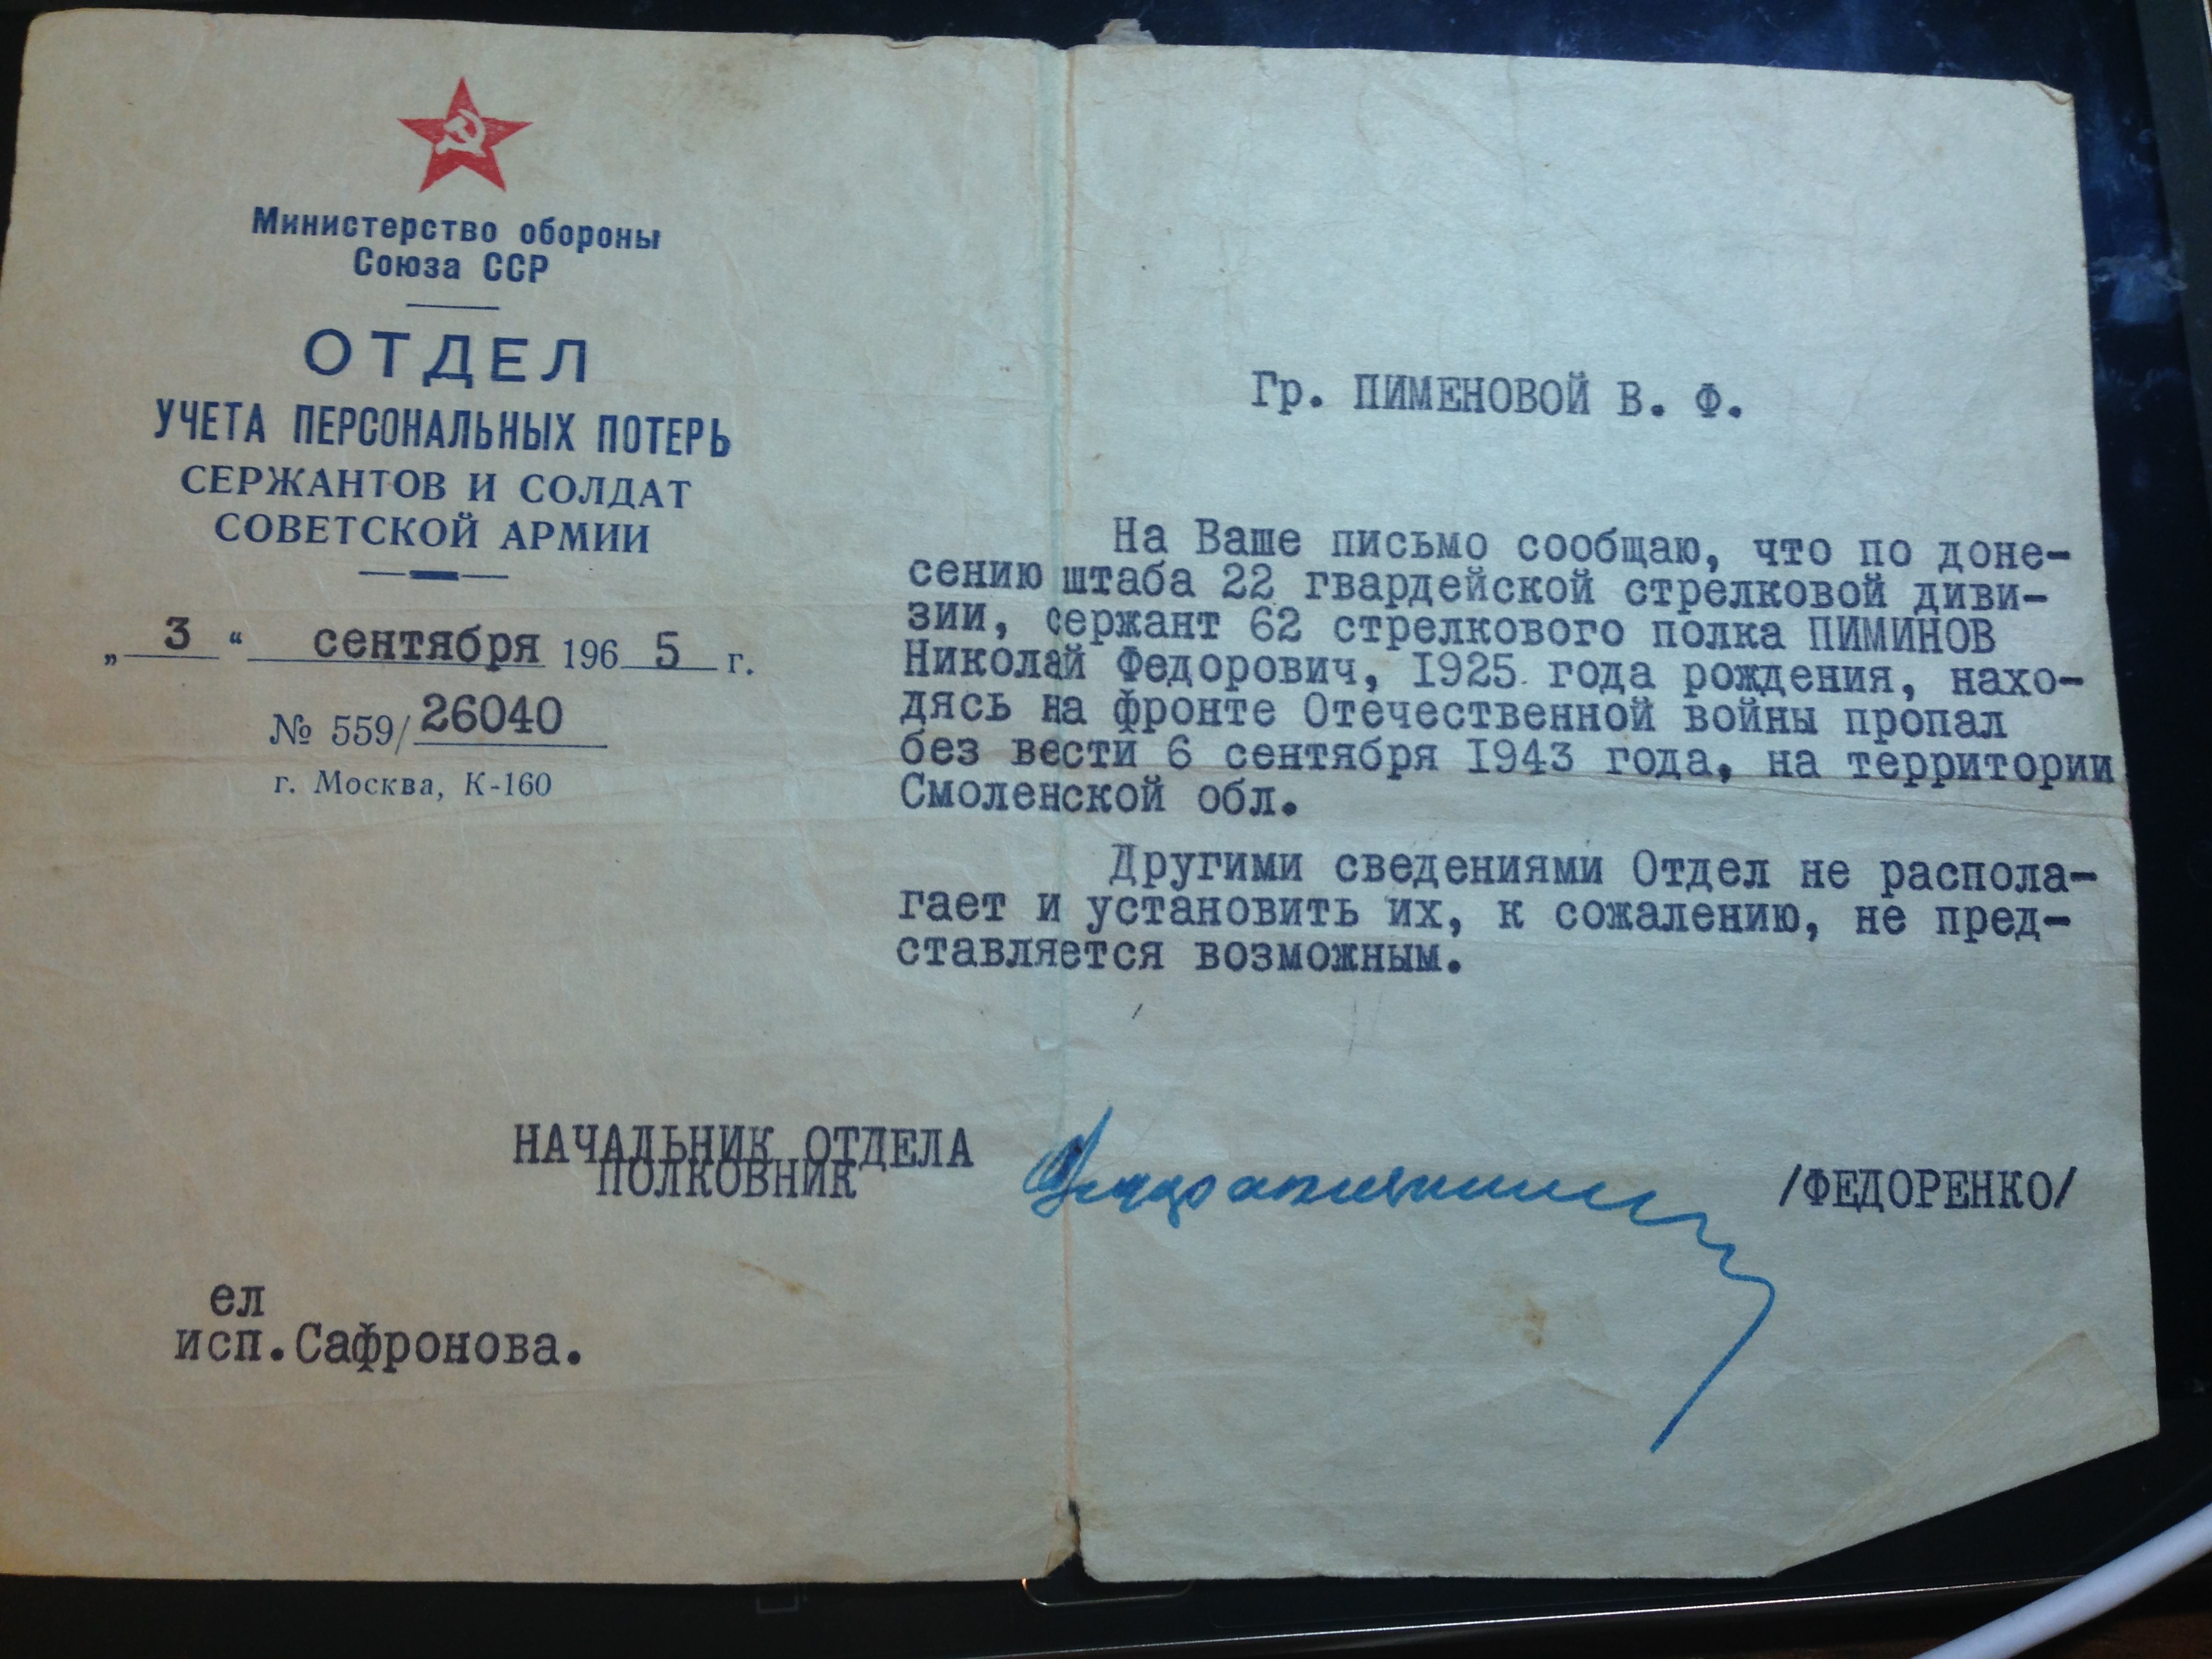 Министерство обороны
Союза ССР
ОТДЕЛ
УЧЕТА ПЕРСОНАЛЬНЫХ ПОТЕРЬ
СЕРЖАНТОВ И СОЛДАТ
СОВЕТСКОЙ АРМИИ
„ 3 “ сентября 1965 г.
№ 559/26040
г. Москва, К-160
Гр. ПИМЕНОВОЙ В. Ф.
На Ваше письмо сообщаю, что по доне-
сению штаба 22 гвардейской стрелковой диви-
зии, сержант 62 стрелкового полка ПИМИНОВ
Николай Федорович, 1925 года рождения, нахо-
дясь на фронте Отечественной войны пропал
без вести 6 сентября 1943 года, на территории
Смоленской обл.
Другими сведениями Отдел не распола-
гает и установить их, к сожалению, не пред-
ставляется возможным.
НАЧАЛЬНИК ОТДЕЛА
ПОЛКОВНИК
/ФЕДОРЕНКО/
ел
исп.Сафронова.